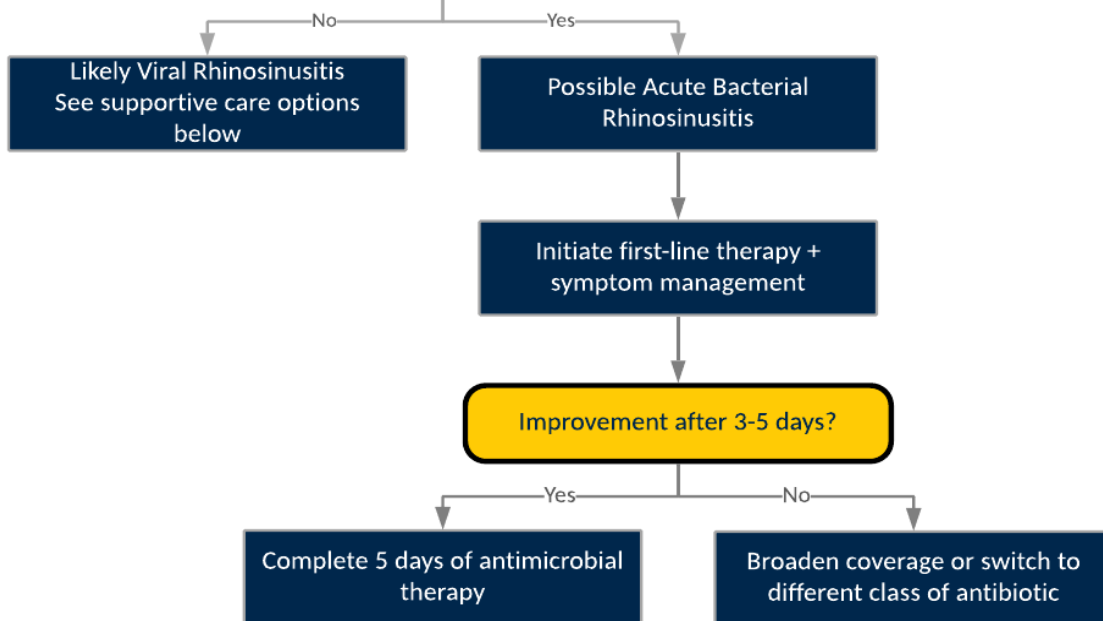 No
Yes
Likely Viral Rhinosinusitis
See supportive care options
below
Possible Acute Bacterial
Rhinosinusitis
Initiate first-line therapy +
symptom management
Improvement after 3-5 days?
Yes
No
Complete 5 days of antimicrobial
therapy
Broaden coverage or switch to
different class of antibiotic